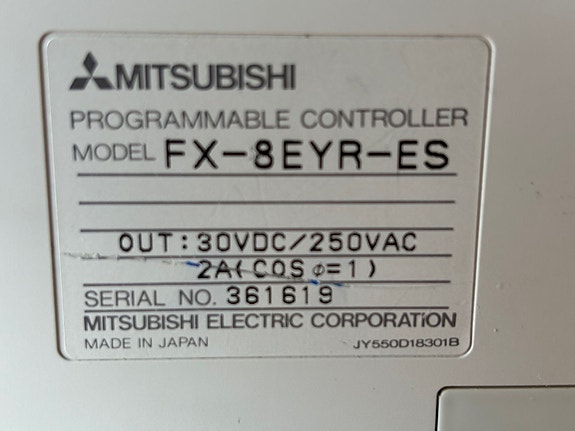 MITSUBISHI
PROGRAMMABLE CONTROLLER
MODEL FX-8EYR-ES
OUT:30VDC/250VAC
2A(COS φ=1)
SERIAL NO. 361619
MITSUBISHI ELECTRIC CORPORATION
MADE IN JAPAN JY550D18301B